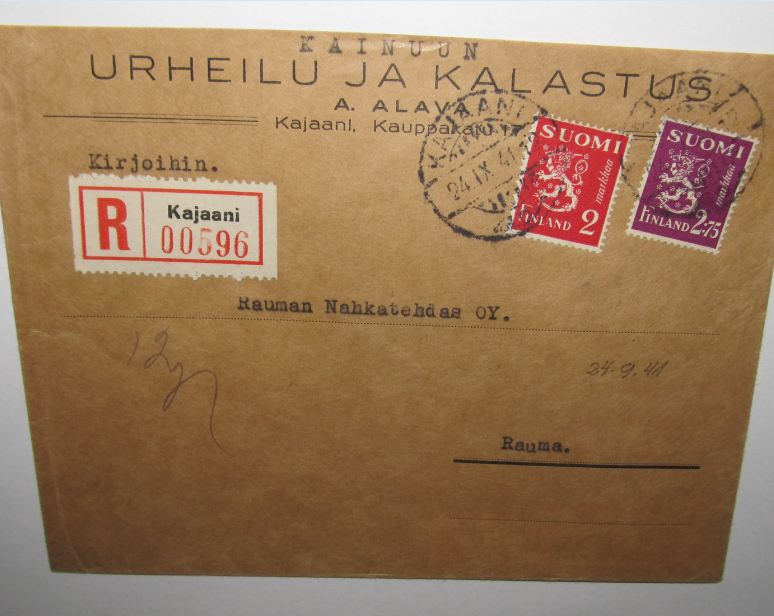 KAINUUN
URHEILU JA KALASTUS
A. ALAVA
Kajaani,
Kirjoihin.
KAJAANI
24.IX.41
SUOMI
markkaa
FINLAND 2
SUOMI
markkaa
FINLAND 2.75
R Kajaani
00596
Rauman Nahkatehdas OY.
12g
24.9.41
Rauma.